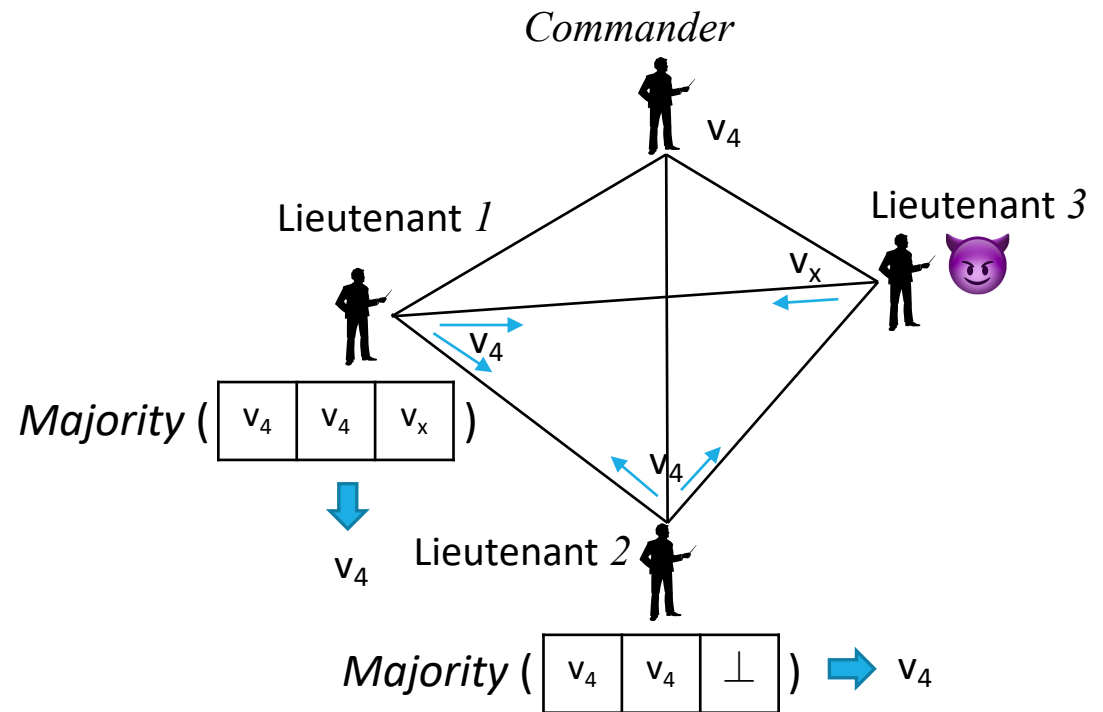 Commander
v₄
Lieutenant 1
Lieutenant 3
vₓ
v₄
Majority ( v₄ v₄ vₓ )
v₄
v₄
Lieutenant 2
Majority ( v₄ v₄ ⊥ ) v₄